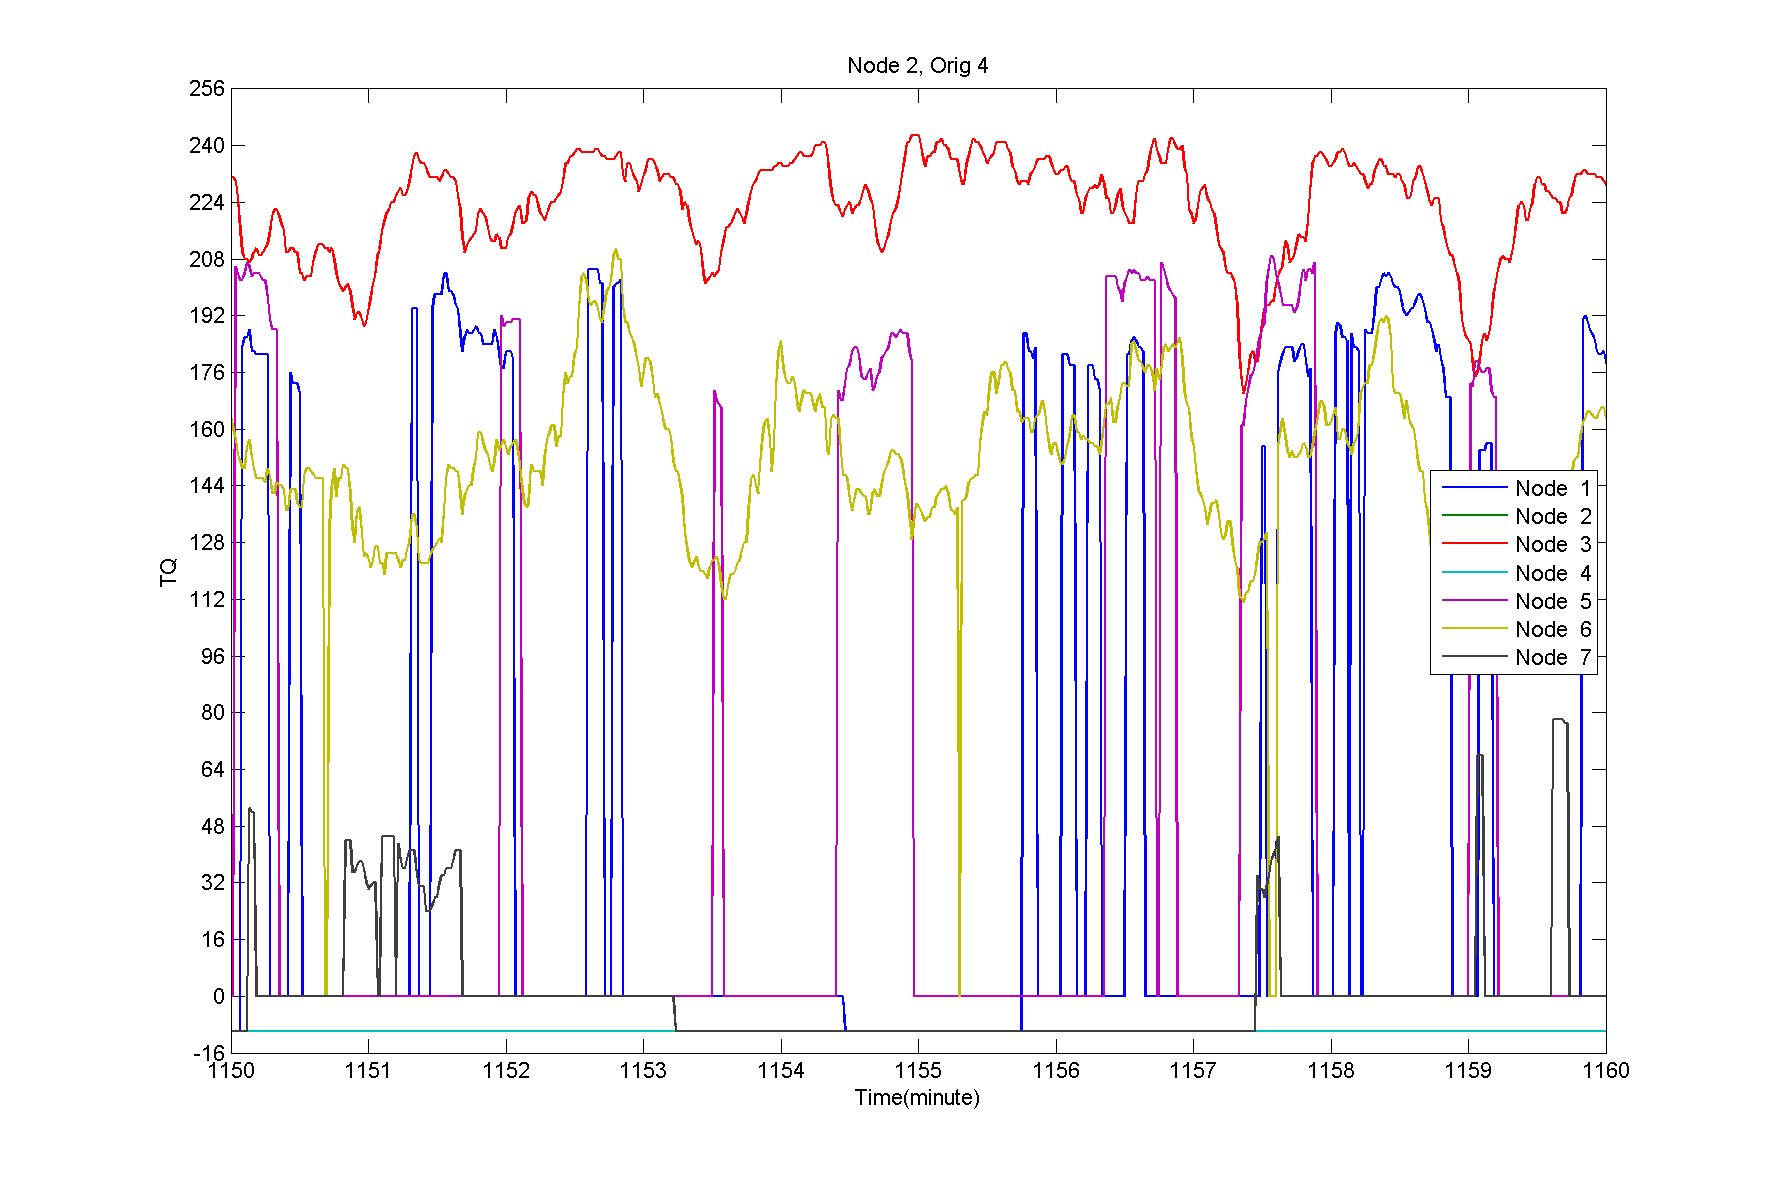 Node 2, Orig 4
256
240
224
208
192
176
160
144
128
112
96
80
64
48
32
16
0
-16
TQ
1150 1151 1152 1153 1154 1155 1156 1157 1158 1159 1160
Time(minute)
Node 1
Node 2
Node 3
Node 4
Node 5
Node 6
Node 7